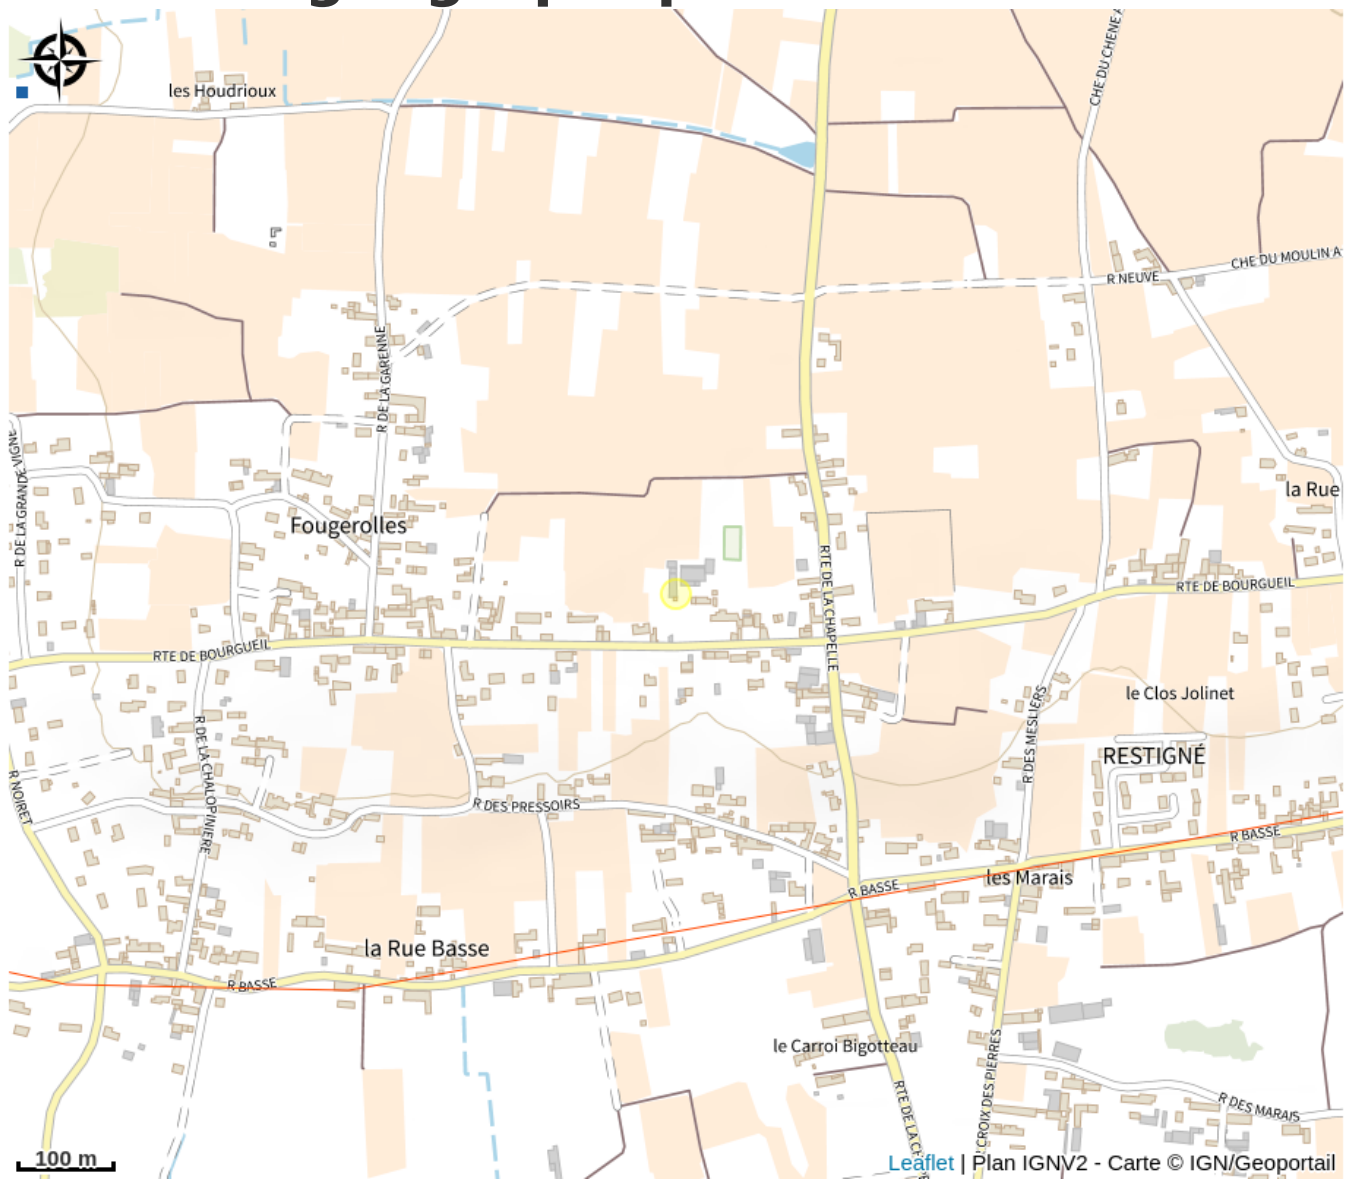 CHE DU CHENE A
les Houdrioux
CHE DU MOULIN A
R NEUVE
R DE LA GARENNE
R DE LA GRANDE VIGNE
la Rue
Fougerolles
RTE DE LA CHAPELLE
RTE DE BOURGUEIL
RTE DE BOURGUEIL
le Clos Jolinet
R DES MESLIERS
RESTIGNÉ
R DE LA CHALOPINIERE
R NOIRET
R DES PRESSOIRS
R BASSE
les Marais
R BASSE
la Rue Basse
R BASSE
le Carroi Bigotteau
R DES MARAIS
CROIX DES PIERRES
RTE DE LA CH
100 m
Leaflet | Plan IGNV2 - Carte © IGN/Geoportail